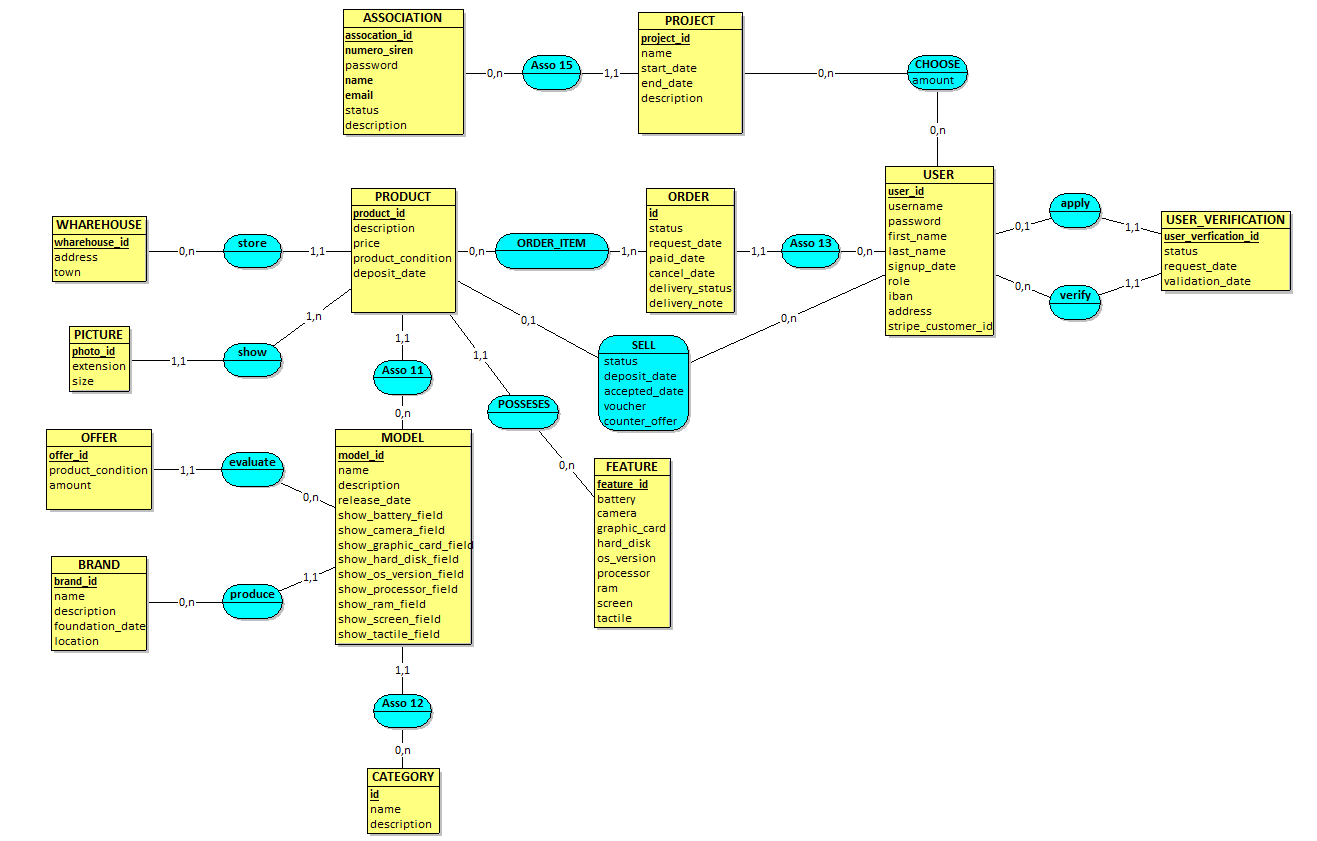 ASSOCIATION
assocation_id
numero_siren
password
name
email
status
description
0,n
Asso 15
1,1
PROJECT
project_id
name
start_date
end_date
description
0,n
CHOOSE
amount
0,n
WHAREHOUSE
wharehouse_id
address
town
0,n
store
1,1
PRODUCT
product_id
description
price
product_condition
deposit_date
0,n
ORDER_ITEM
1,n
ORDER
id
status
request_date
paid_date
cancel_date
delivery_status
delivery_note
1,1
Asso 13
0,n
USER
user_id
username
password
first_name
last_name
signup_date
role
iban
address
stripe_customer_id
0,1
apply
1,1
0,n
verify
1,1
USER_VERIFICATION
user_verfication_id
status
request_date
validation_date
PICTURE
photo_id
extension
size
1,1
show
1,n
1,1
Asso 11
0,n
1,1
POSSESES
0,n
0,1
SELL
status
deposit_date
accepted_date
voucher
counter_offer
0,n
OFFER
offer_id
product_condition
amount
1,1
evaluate
0,n
MODEL
model_id
name
description
release_date
show_battery_field
show_camera_field
show_graphic_card_field
show_hard_disk_field
show_os_version_field
show_processor_field
show_ram_field
show_screen_field
show_tactile_field
FEATURE
feature_id
battery
camera
graphic_card
hard_disk
os_version
processor
ram
screen
tactile
BRAND
brand_id
name
description
foundation_date
location
0,n
produce
1,1
1,1
Asso 12
0,n
CATEGORY
id
name
description